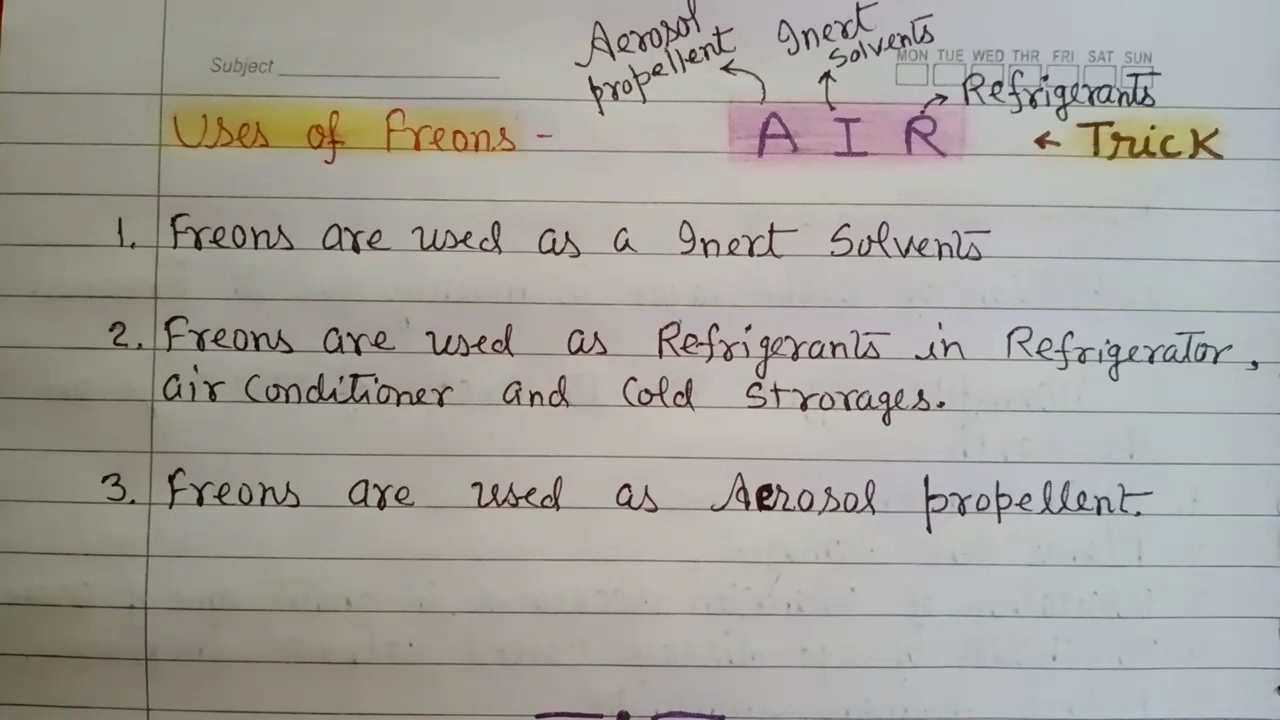 Aerosol Inert
propellent solvents
Subject
MON TUE WED THR FRI SAT SUN
Refrigerants
Uses of Freons - A I R ← Trick
1. Freons are used as a Inert Solvents
2. Freons are used as Refrigerants in Refrigerator,
air conditioner and cold strorages.
3. Freons are used as Aerosol propellent.